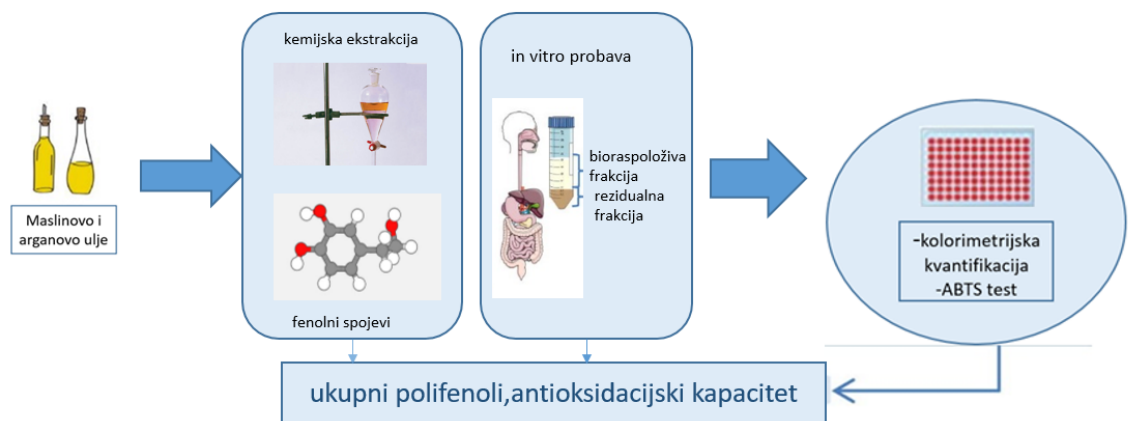 Maslinovo i
arganovo ulje
kemijska ekstrakcija
fenolni spojevi
in vitro probava
bioraspoloživa
frakcija
rezidualna
frakcija
-kolorimetrijska
kvantifikacija
-ABTS test
ukupni polifenoli,antioksidacijski kapacitet